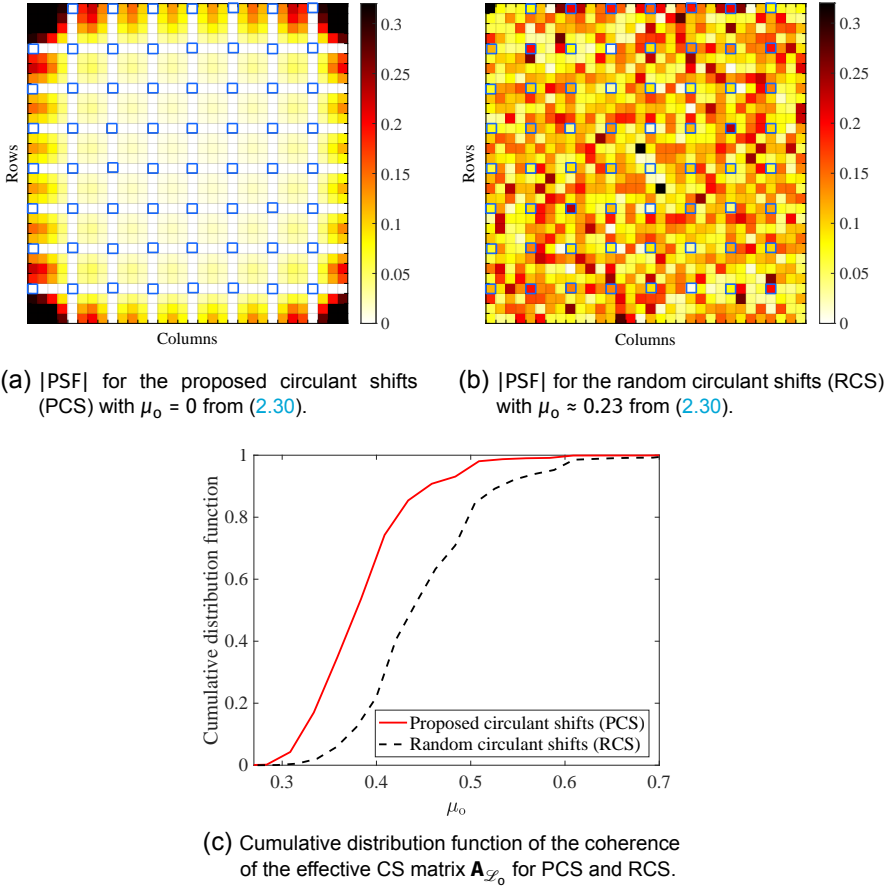 0.3
0.25
0.2
0.15
0.1
0.05
0
Rows
Columns
0.3
0.25
0.2
0.15
0.1
0.05
0
Rows
Columns
(a) |PSF| for the proposed circulant shifts
(PCS) with μₒ = 0 from (2.30).
(b) |PSF| for the random circulant shifts (RCS)
with μₒ ≈ 0.23 from (2.30).
1
0.8
0.6
0.4
0.2
0
Cumulative distribution function
Proposed circulant shifts (PCS)
Random circulant shifts (RCS)
0.3 0.4 0.5 0.6 0.7
μₒ
(c) Cumulative distribution function of the coherence
of the effective CS matrix 𝐀_ℒₒ for PCS and RCS.